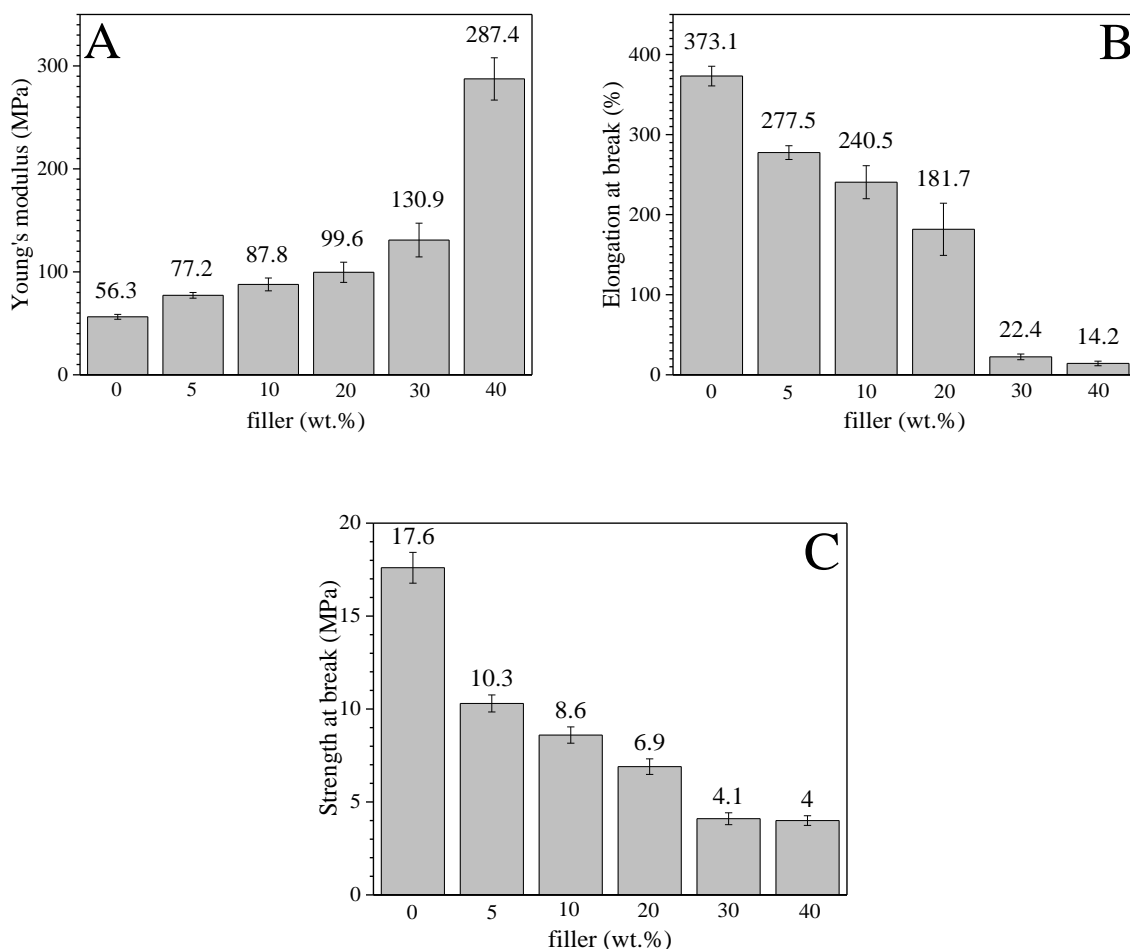 A
Young's modulus (MPa)
300
200
100
0
56.3
77.2
87.8
99.6
130.9
287.4
0 5 10 20 30 40
filler (wt.%)
B
Elongation at break (%)
400
300
200
100
0
373.1
277.5
240.5
181.7
22.4
14.2
0 5 10 20 30 40
filler (wt.%)
C
Strength at break (MPa)
20
15
10
5
0
17.6
10.3
8.6
6.9
4.1
4
0 5 10 20 30 40
filler (wt.%)